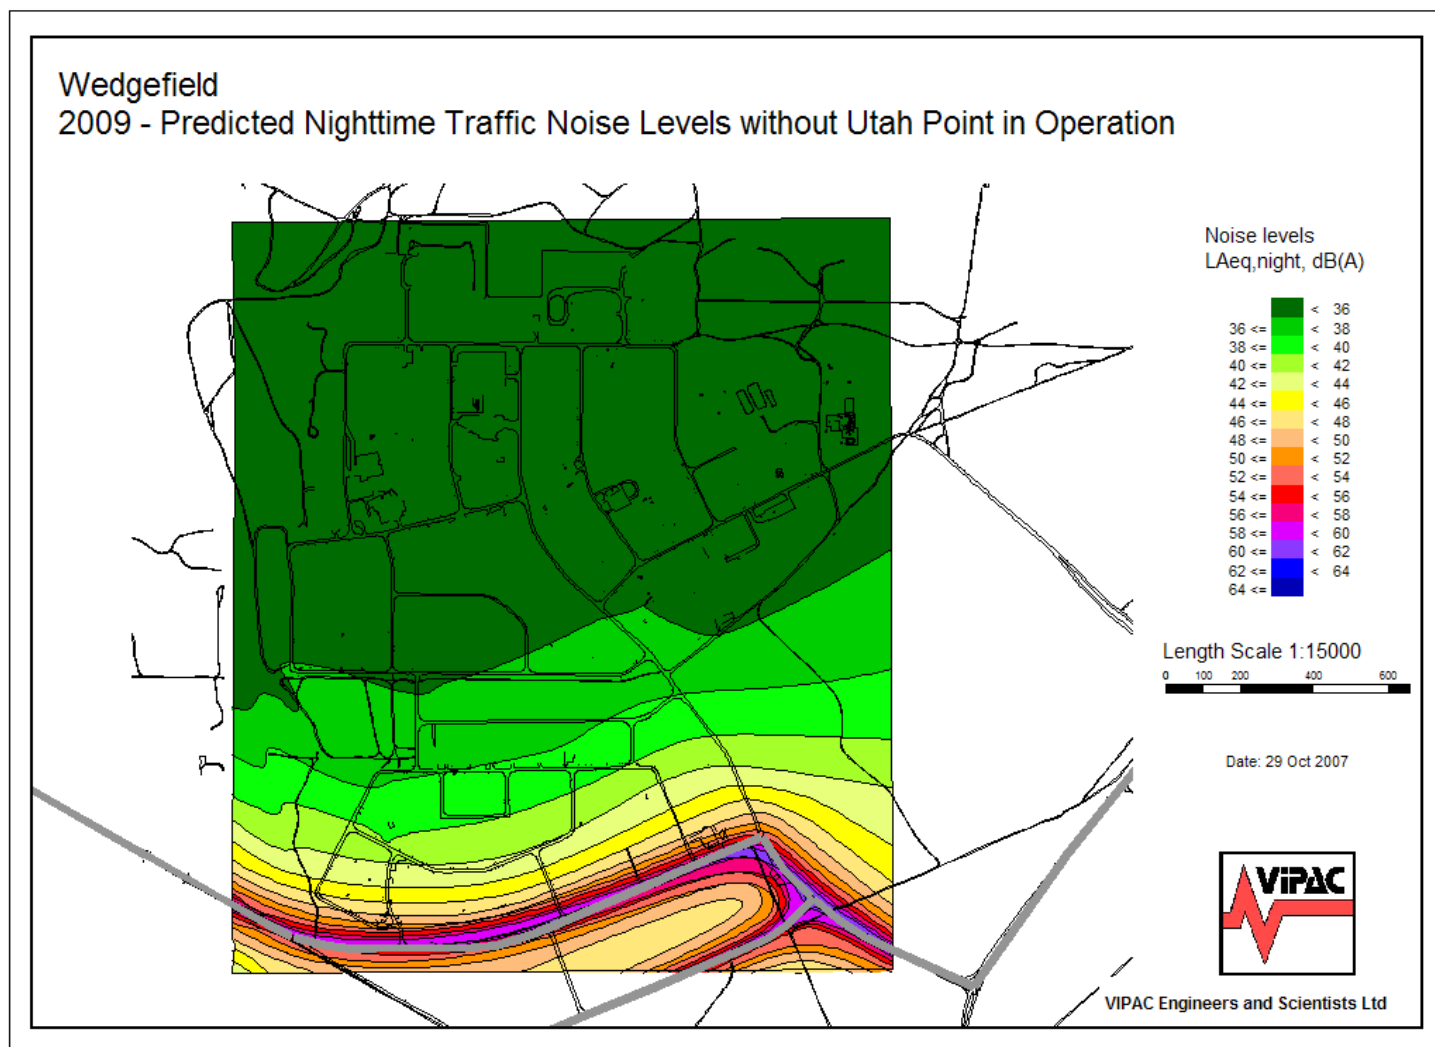 Wedgefield
2009 - Predicted Nighttime Traffic Noise Levels without Utah Point in Operation
Noise levels
LAeq,night, dB(A)
< 36
36 <= < 38
38 <= < 40
40 <= < 42
42 <= < 44
44 <= < 46
46 <= < 48
48 <= < 50
50 <= < 52
52 <= < 54
54 <= < 56
56 <= < 58
58 <= < 60
60 <= < 62
62 <= < 64
64 <=
Length Scale 1:15000
0 100 200 400 600
Date: 29 Oct 2007
ViPAC
VIPAC Engineers and Scientists Ltd